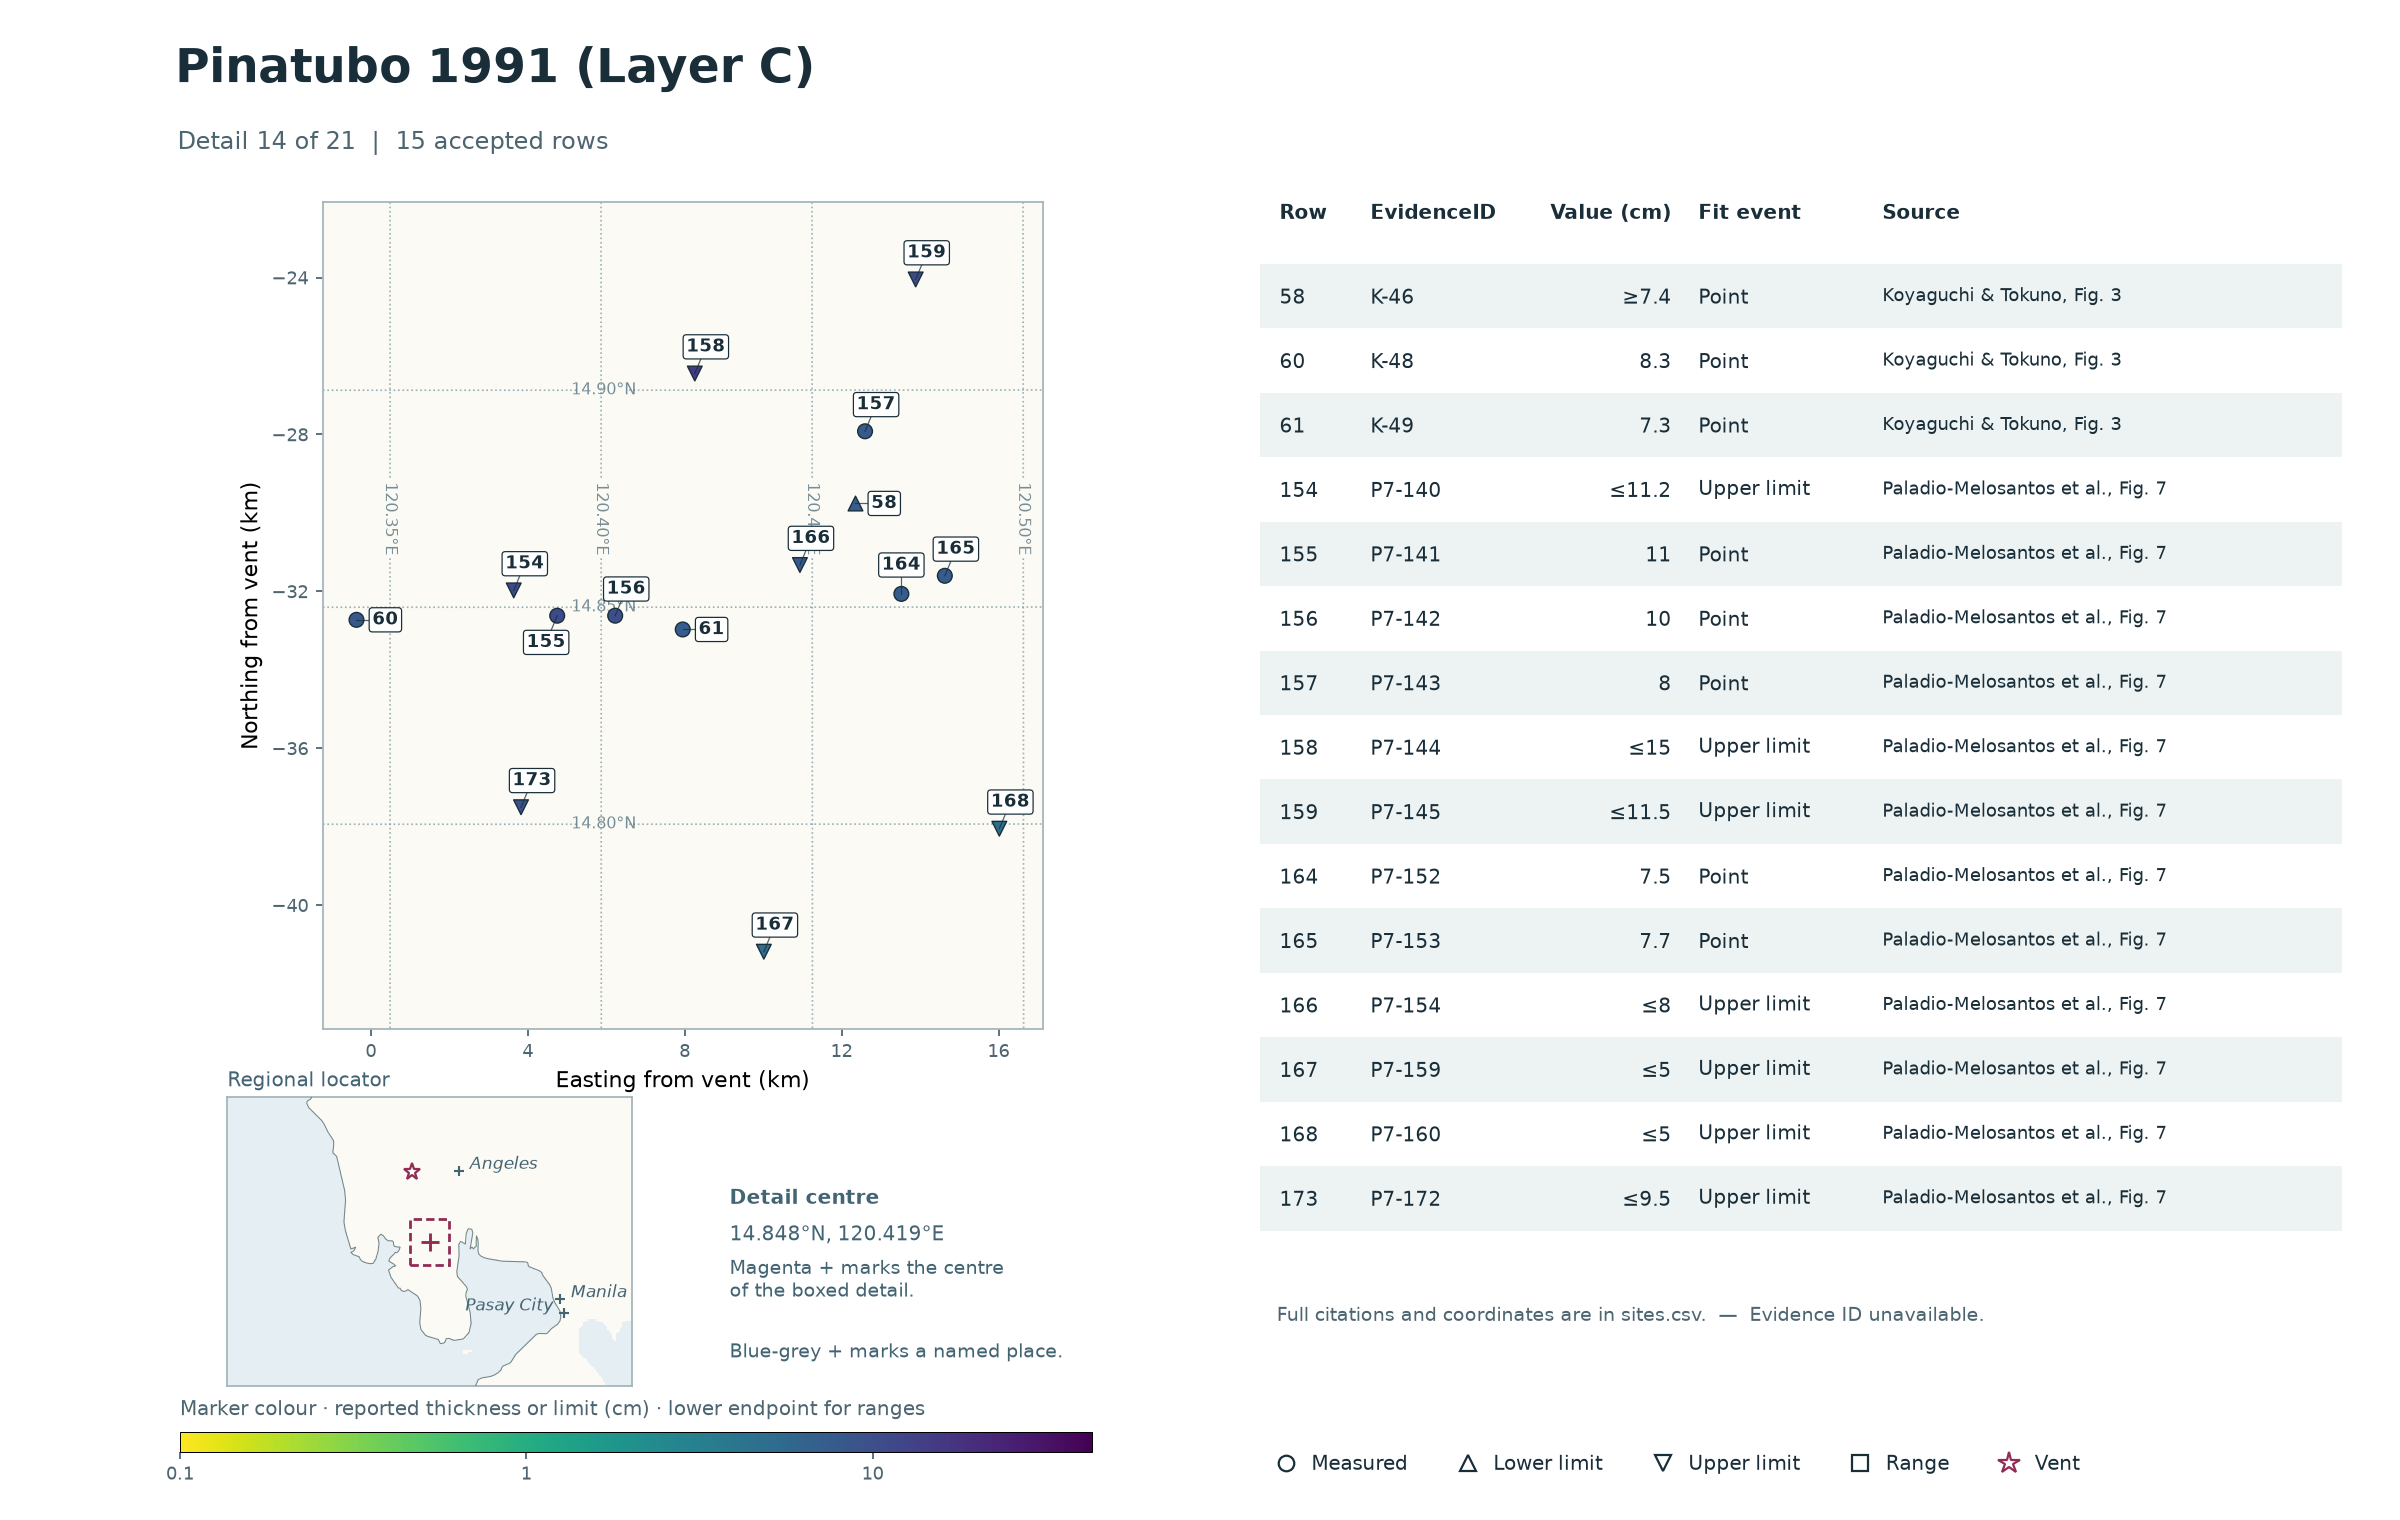 Pinatubo 1991 (Layer C)
Detail 14 of 21 | 15 accepted rows
159
−24
158
14.90°N
157
−28
120.35°E
120.40°E
120.4
120.50°E
58
166
165
164
154
156
−32
14.85°N
60
61
155
Northing from vent (km)
−36
173
168
14.80°N
−40
167
0 4 8 12 16
Easting from vent (km)
Regional locator
Angeles
Manila
Pasay City
Detail centre
14.848°N, 120.419°E
Magenta + marks the centre
of the boxed detail.
Blue-grey + marks a named place.
Marker colour · reported thickness or limit (cm) · lower endpoint for ranges
0.1 1 10
Row EvidenceID Value (cm) Fit event Source
58 K-46 ≥7.4 Point Koyaguchi & Tokuno, Fig. 3
60 K-48 8.3 Point Koyaguchi & Tokuno, Fig. 3
61 K-49 7.3 Point Koyaguchi & Tokuno, Fig. 3
154 P7-140 ≤11.2 Upper limit Paladio-Melosantos et al., Fig. 7
155 P7-141 11 Point Paladio-Melosantos et al., Fig. 7
156 P7-142 10 Point Paladio-Melosantos et al., Fig. 7
157 P7-143 8 Point Paladio-Melosantos et al., Fig. 7
158 P7-144 ≤15 Upper limit Paladio-Melosantos et al., Fig. 7
159 P7-145 ≤11.5 Upper limit Paladio-Melosantos et al., Fig. 7
164 P7-152 7.5 Point Paladio-Melosantos et al., Fig. 7
165 P7-153 7.7 Point Paladio-Melosantos et al., Fig. 7
166 P7-154 ≤8 Upper limit Paladio-Melosantos et al., Fig. 7
167 P7-159 ≤5 Upper limit Paladio-Melosantos et al., Fig. 7
168 P7-160 ≤5 Upper limit Paladio-Melosantos et al., Fig. 7
173 P7-172 ≤9.5 Upper limit Paladio-Melosantos et al., Fig. 7
Full citations and coordinates are in sites.csv. — Evidence ID unavailable.
Measured Lower limit Upper limit Range Vent